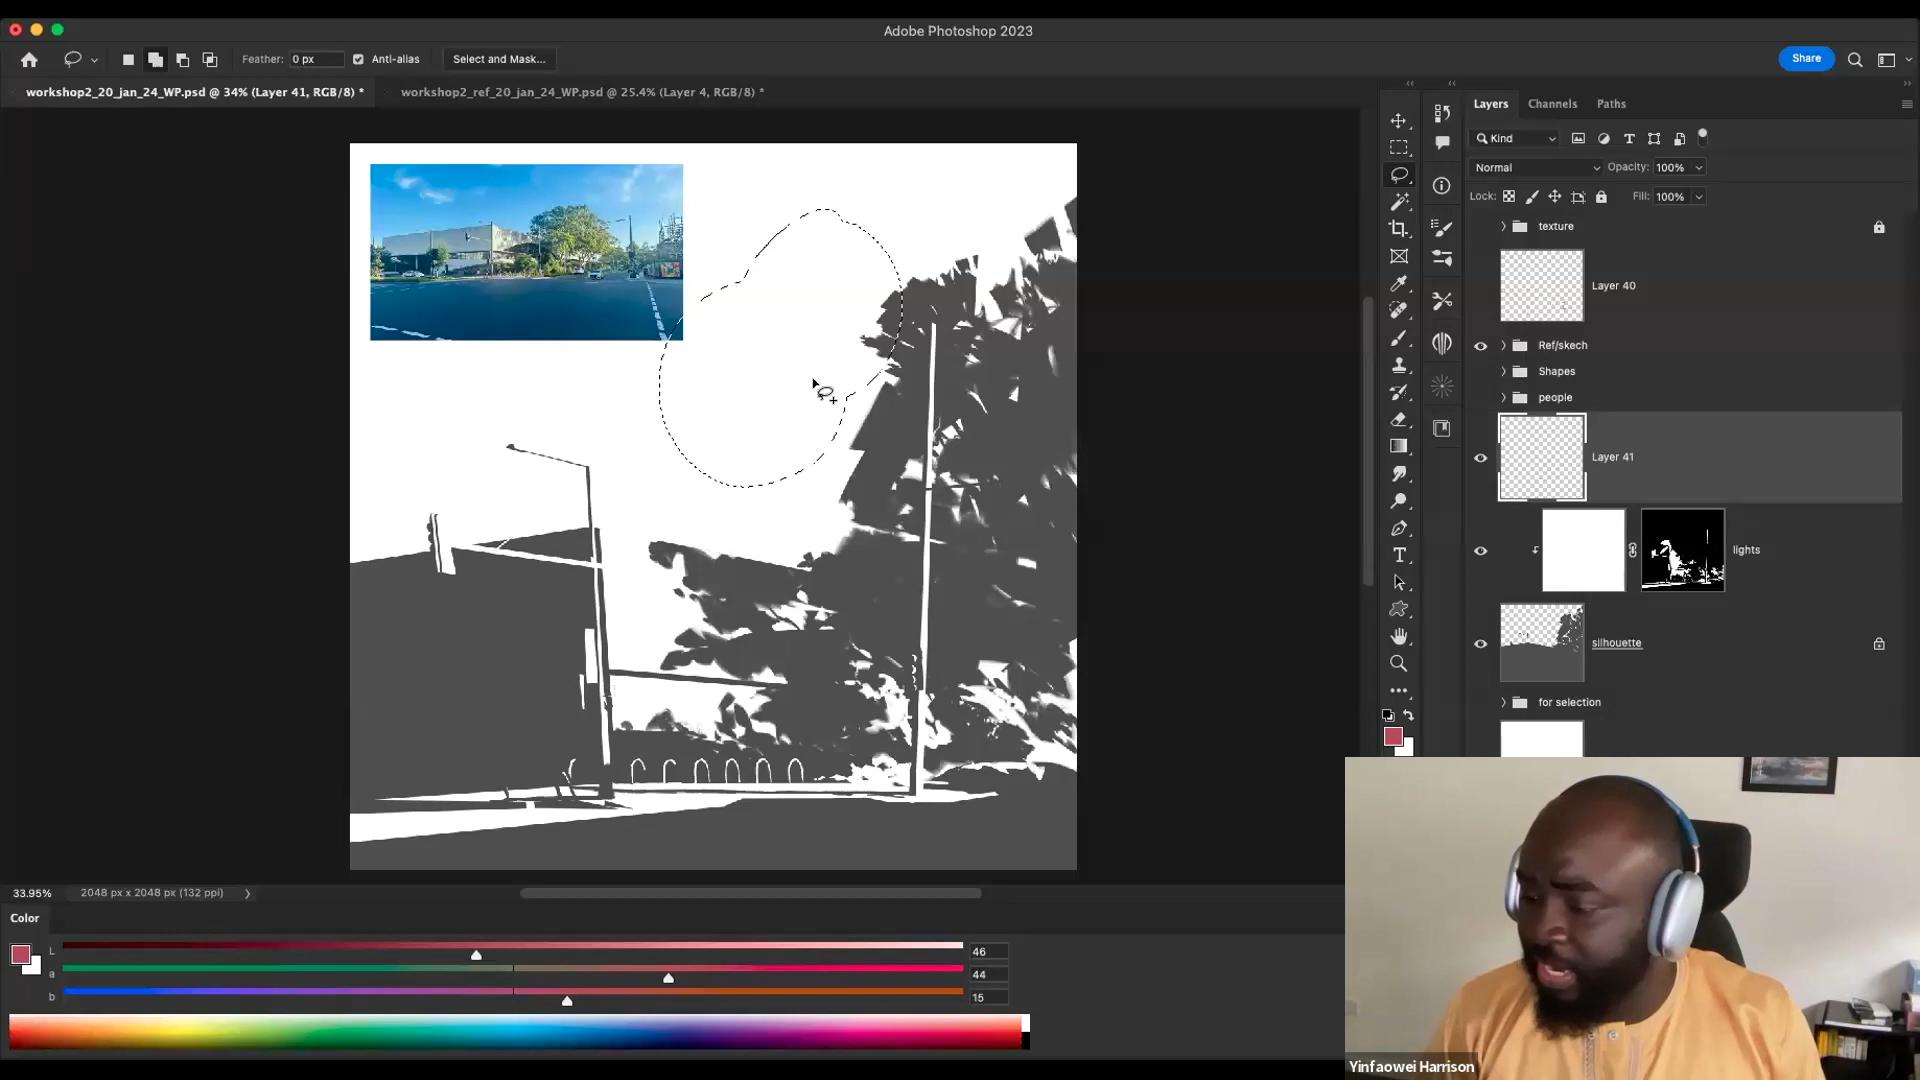 Adobe Photoshop 2023
Feather: 0 px Anti-alias Select and Mask... Share
workshop2_20_jan_24_WP.psd @ 34% (Layer 41, RGB/8) * workshop2_ref_20_jan_24_WP.psd @ 25.4% (Layer 4, RGB/8) *
Layers Channels Paths
Kind
Normal Opacity: 100%
Lock: Fill: 100%
texture
Layer 40
Ref/skech
Shapes
people
Layer 41
lights
silhouette
for selection
33.95% 2048 px x 2048 px (132 ppi)
Color
L 46
a 44
b 15
Yinfaowei Harrison